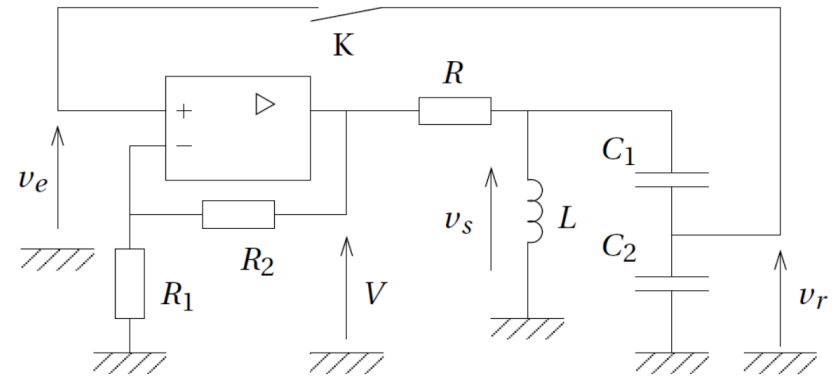 K
R
+
−
C₁
vₑ
vₛ
L
R₂
C₂
R₁
V
vᵣ